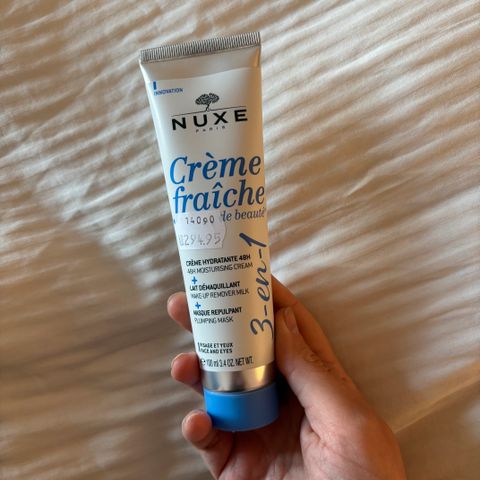 INNOVATION
NUXE
PARIS
Crème
fraîche
de beauté®
14090
0294.95
3-en-1
CRÈME HYDRATANTE 48H
48H MOISTURISING CREAM
+
LAIT DÉMAQUILLANT
MAKE-UP REMOVER MILK
+
MASQUE REPULPANT
PLUMPING MASK
VISAGE ET YEUX
FACE AND EYES
e 100 ml 3.4 OZ. NET WT.